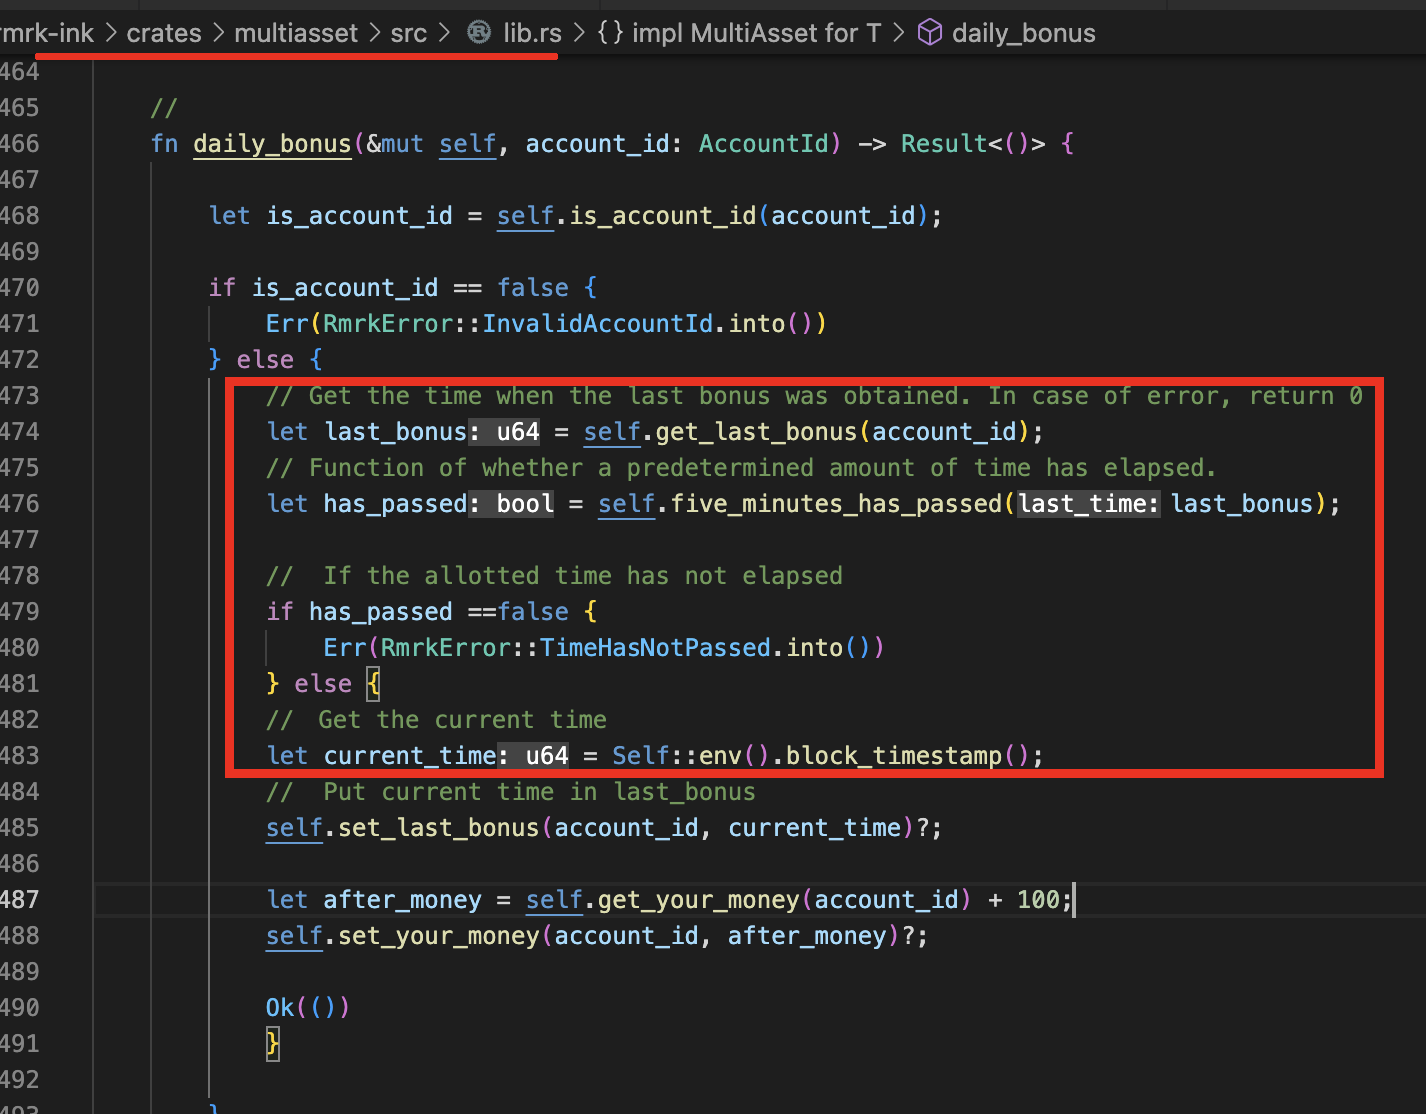 rmrk-ink > crates > multiasset > src > lib.rs > {} impl MultiAsset for T > daily_bonus
464
465 //
466 fn daily_bonus(&mut self, account_id: AccountId) -> Result<()> {
467
468 let is_account_id = self.is_account_id(account_id);
469
470 if is_account_id == false {
471 Err(RmrkError::InvalidAccountId.into())
472 } else {
473 // Get the time when the last bonus was obtained. In case of error, return 0
474 let last_bonus: u64 = self.get_last_bonus(account_id);
475 // Function of whether a predetermined amount of time has elapsed.
476 let has_passed: bool = self.five_minutes_has_passed(last_time: last_bonus);
477
478 //  If the allotted time has not elapsed
479 if has_passed ==false {
480 Err(RmrkError::TimeHasNotPassed.into())
481 } else {
482 //  Get the current time
483 let current_time: u64 = Self::env().block_timestamp();
484 //  Put current time in last_bonus
485 self.set_last_bonus(account_id, current_time)?;
486
487 let after_money = self.get_your_money(account_id) + 100;
488 self.set_your_money(account_id, after_money)?;
489
490 Ok(())
491 }
492
493 }